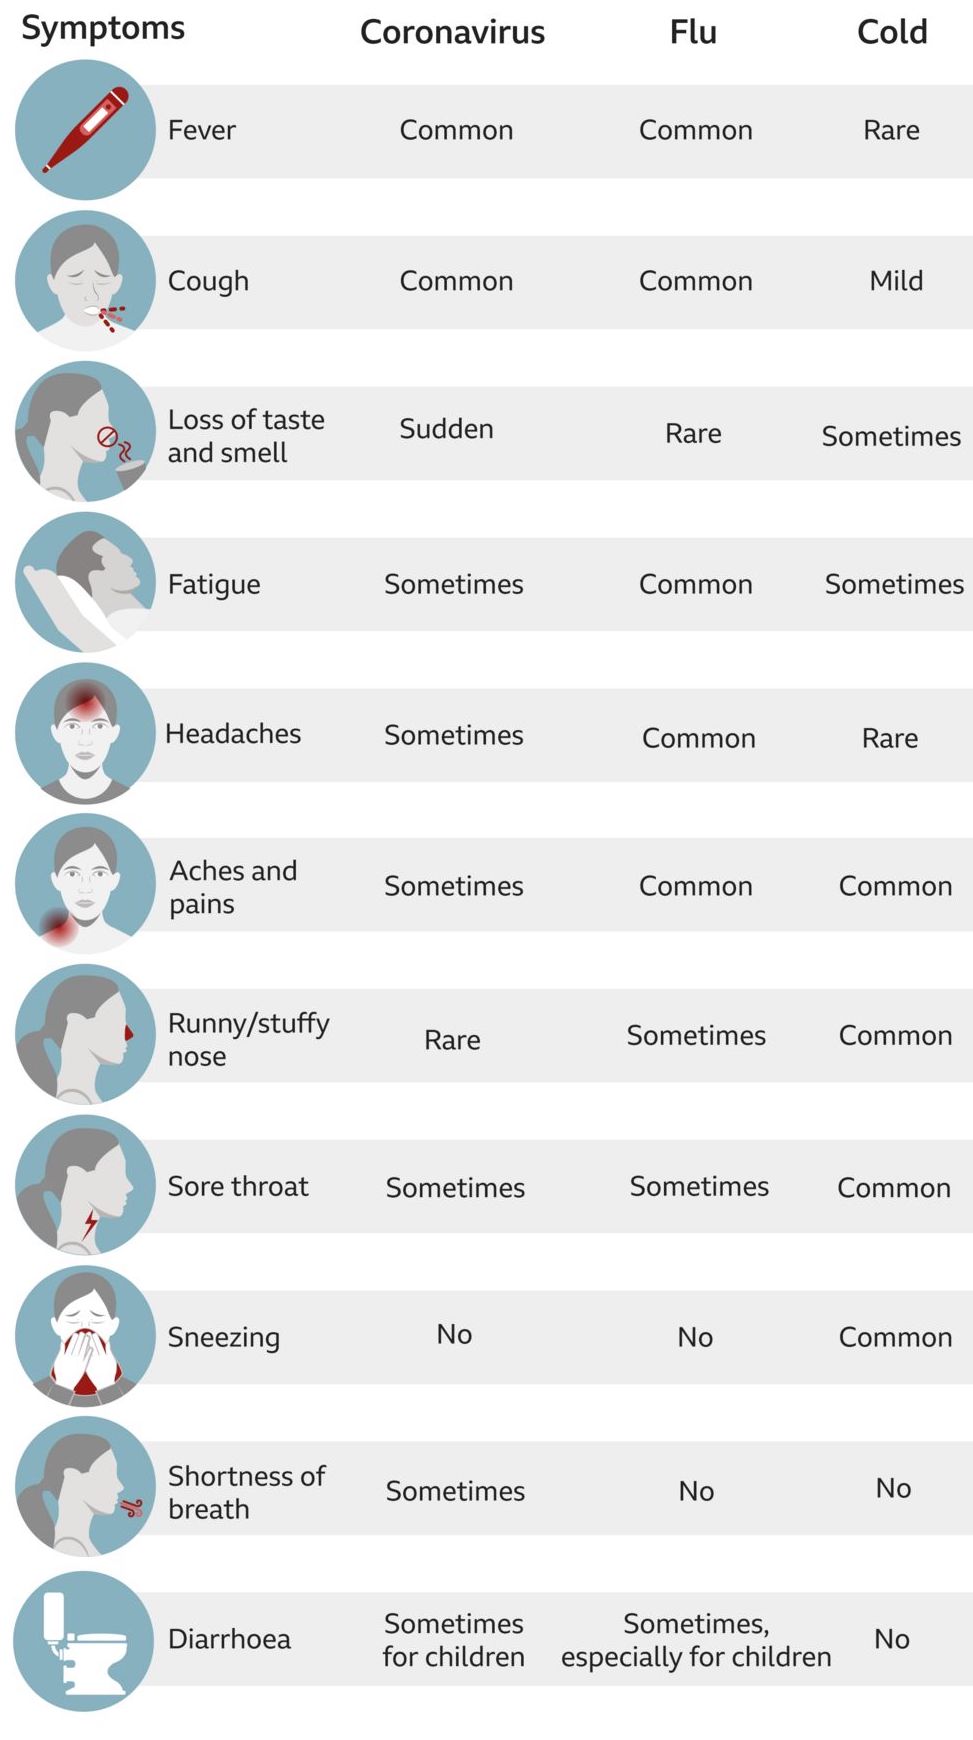 Symptoms Coronavirus Flu Cold
Fever Common Common Rare
Cough Common Common Mild
Loss of taste
and smell Sudden Rare Sometimes
Fatigue Sometimes Common Sometimes
Headaches Sometimes Common Rare
Aches and
pains Sometimes Common Common
Runny/stuffy
nose Rare Sometimes Common
Sore throat Sometimes Sometimes Common
Sneezing No No Common
Shortness of
breath Sometimes No No
Diarrhoea Sometimes
for children Sometimes,
especially for children No